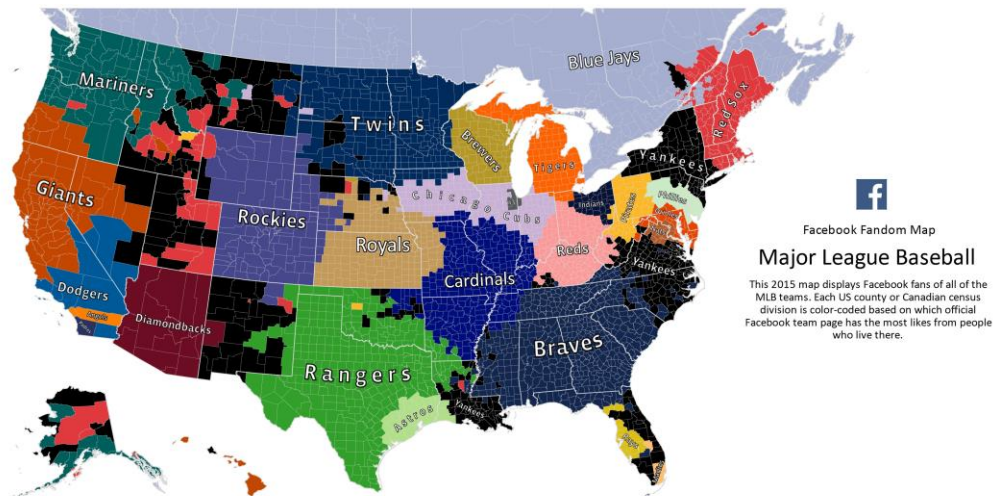 Blue Jays
Mariners
Twins
Red Sox
Brewers
Tigers
Yankees
Giants
Chicago Cubs
Indians
Pirates
Phillies
Rockies
Royals
Reds
Cardinals
Yankees
Dodgers
Angels
Diamondbacks
Braves
Rangers
Astros
Yankees
Rays
f
Facebook Fandom Map
Major League Baseball
This 2015 map displays Facebook fans of all of the
MLB teams. Each US county or Canadian census
division is color-coded based on which official
Facebook team page has the most likes from people
who live there.